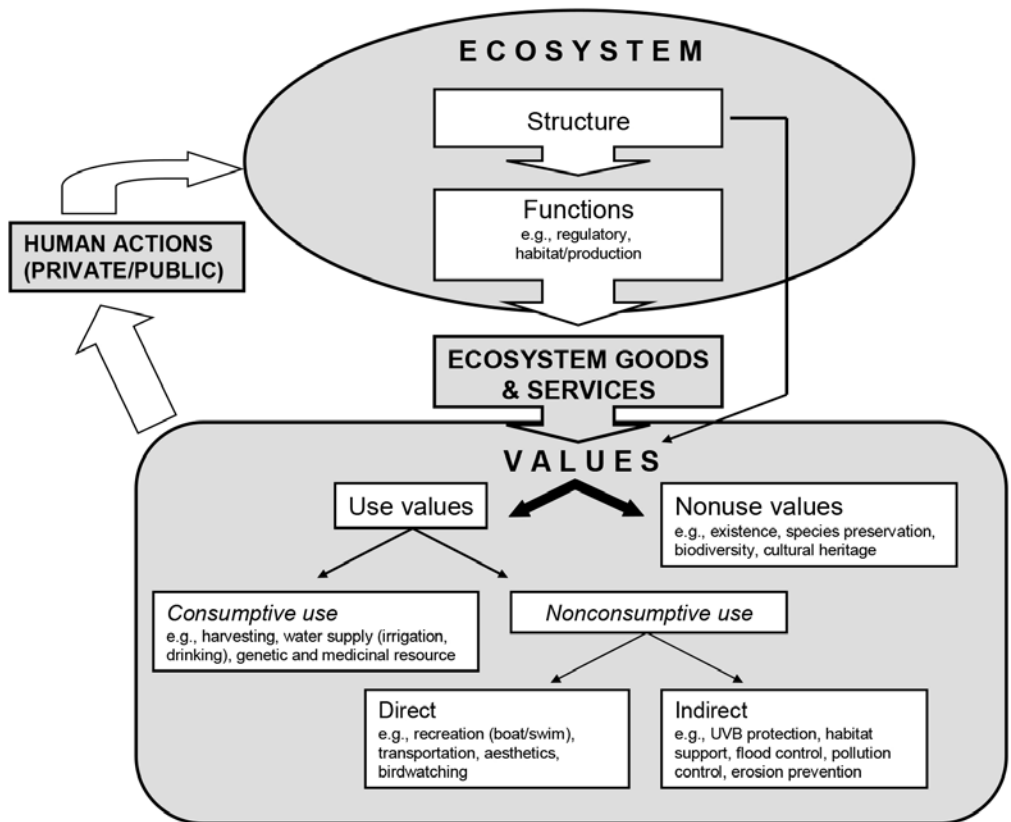 ECOSYSTEM
Structure
Functions
e.g., regulatory,
habitat/production
HUMAN ACTIONS
(PRIVATE/PUBLIC)
ECOSYSTEM GOODS
& SERVICES
VALUES
Use values
Nonuse values
e.g., existence, species preservation,
biodiversity, cultural heritage
Consumptive use
e.g., harvesting, water supply (irrigation,
drinking), genetic and medicinal resource
Nonconsumptive use
Direct
e.g., recreation (boat/swim),
transportation, aesthetics,
birdwatching
Indirect
e.g., UVB protection, habitat
support, flood control, pollution
control, erosion prevention